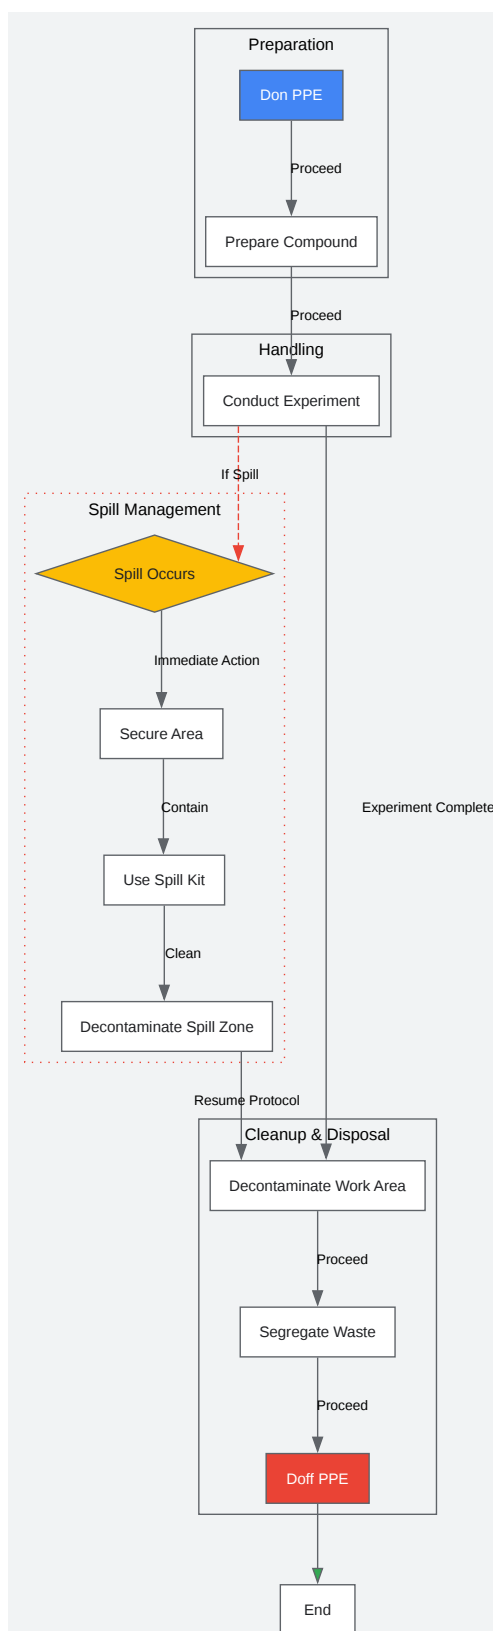 Preparation
Don PPE
Proceed
Prepare Compound
Proceed
Handling
Conduct Experiment
If Spill
Spill Management
Spill Occurs
Immediate Action
Secure Area
Contain
Experiment Complete
Use Spill Kit
Clean
Decontaminate Spill Zone
Resume Protocol
Cleanup & Disposal
Decontaminate Work Area
Proceed
Segregate Waste
Proceed
Doff PPE
End